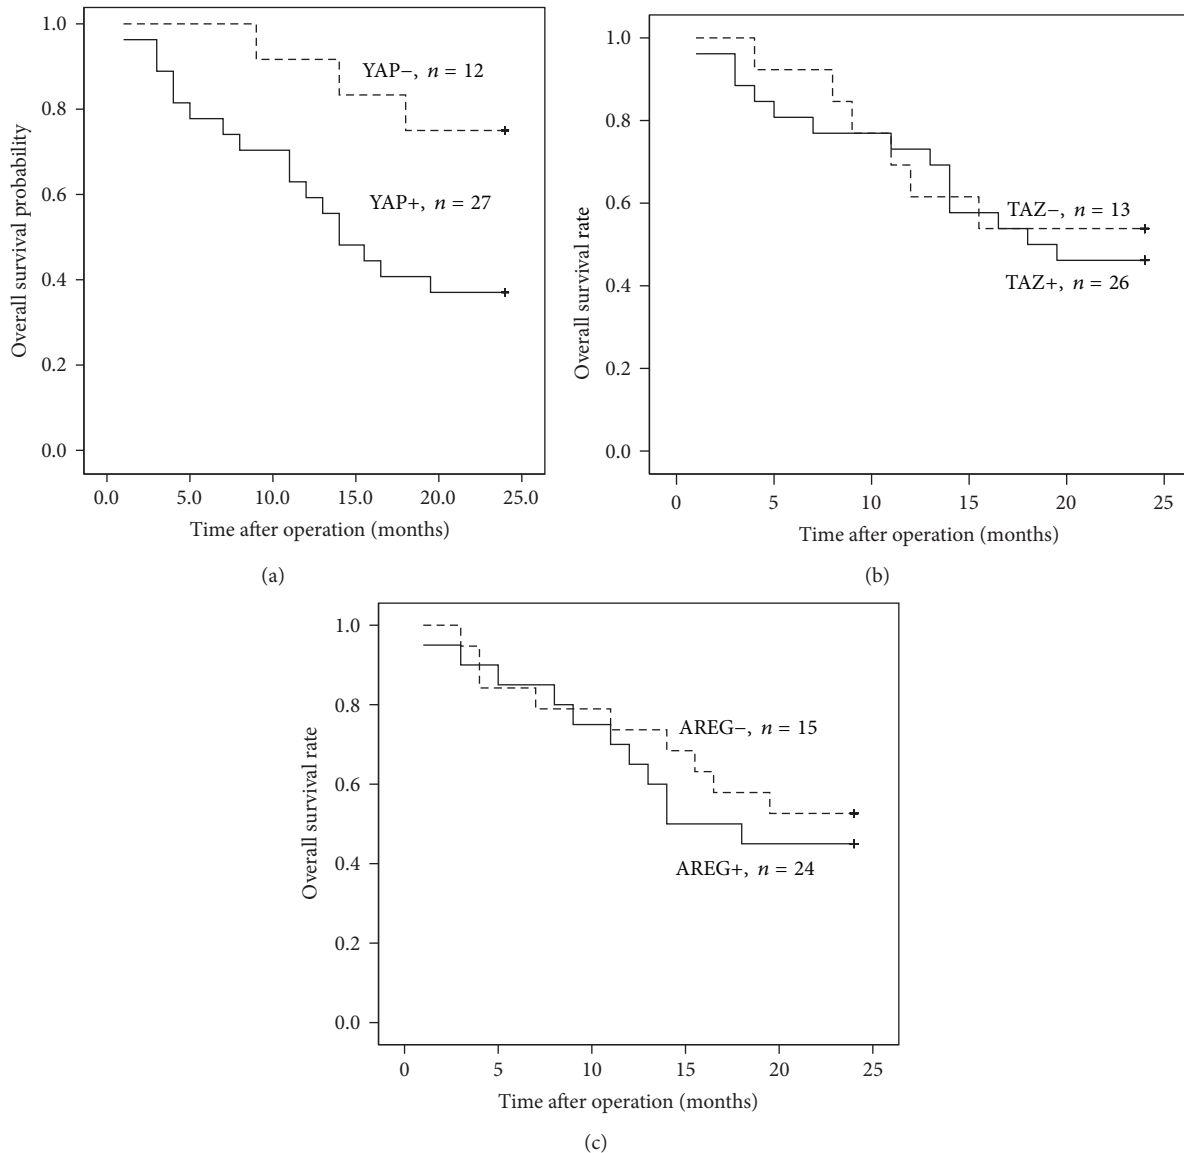 1.0
0.8
0.6
0.4
0.2
0.0
Overall survival probability
YAP−, n = 12
YAP+, n = 27
0.0 5.0 10.0 15.0 20.0 25.0
Time after operation (months)
(a)
1.0
0.8
0.6
0.4
0.2
0.0
Overall survival rate
TAZ−, n = 13
TAZ+, n = 26
0 5 10 15 20 25
Time after operation (months)
(b)
1.0
0.8
0.6
0.4
0.2
0.0
Overall survival rate
AREG−, n = 15
AREG+, n = 24
0 5 10 15 20 25
Time after operation (months)
(c)